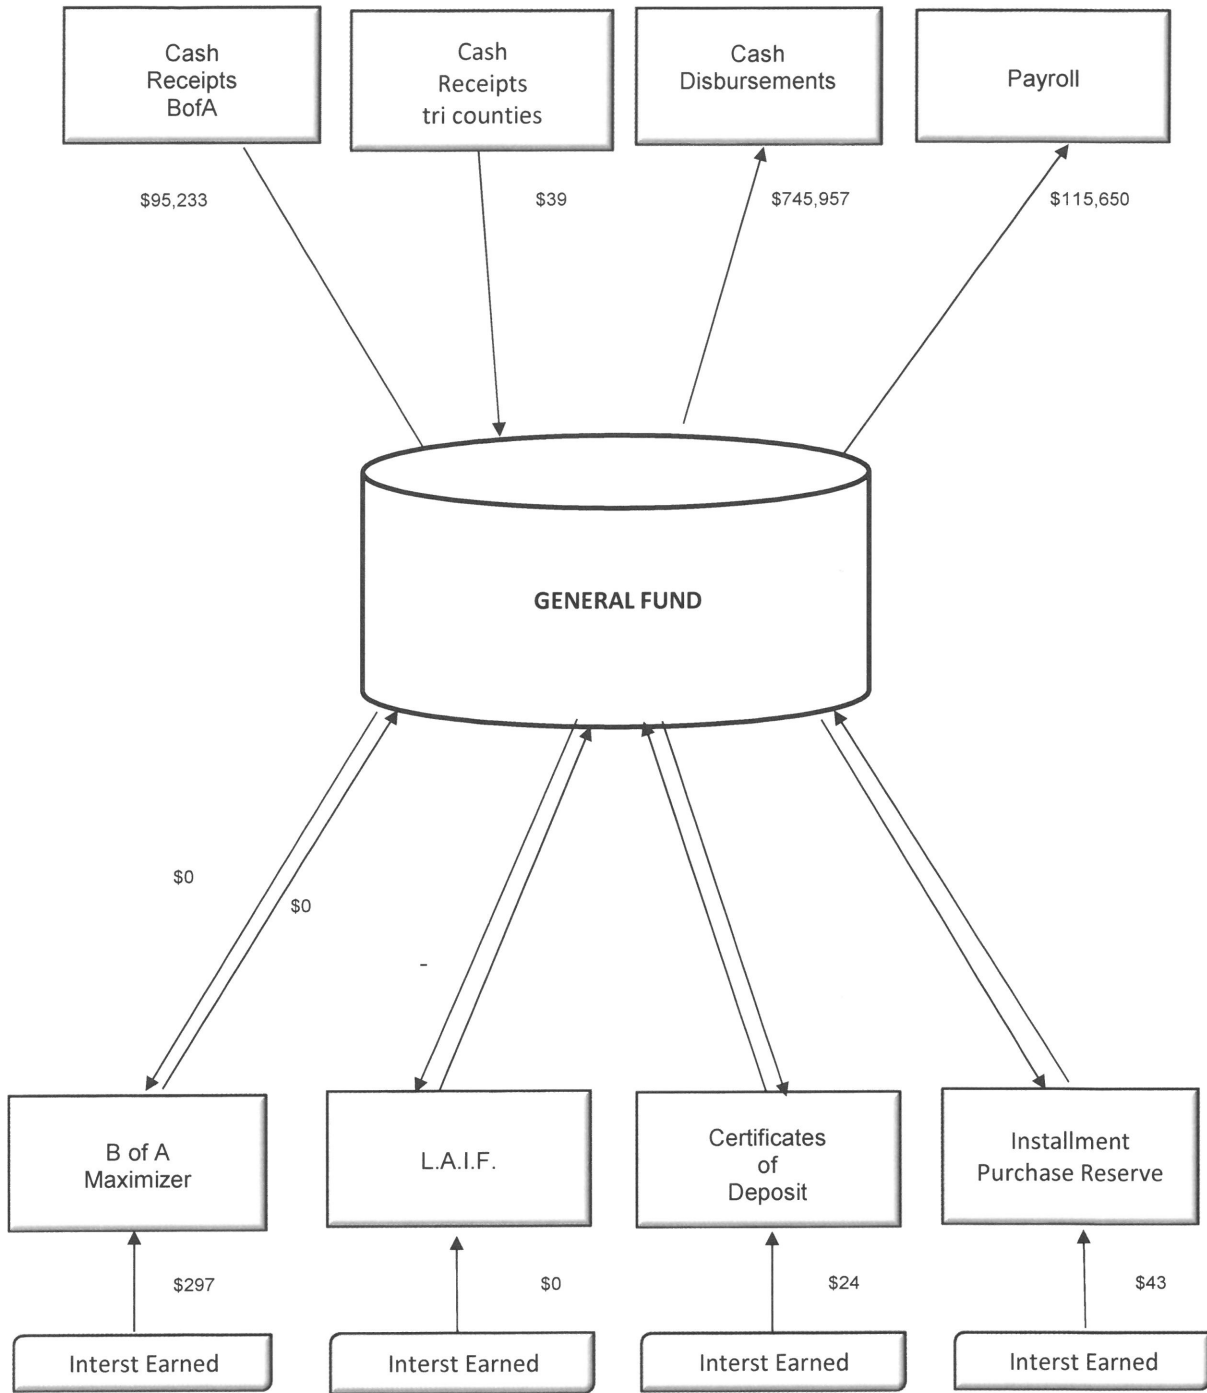 Cash
Receipts
BofA
Cash
Receipts
tri counties
Cash
Disbursements
Payroll
$95,233
$39
$745,957
$115,650
GENERAL FUND
$0
$0
-
B of A
Maximizer
L.A.I.F.
Certificates
of
Deposit
Installment
Purchase Reserve
$297
$0
$24
$43
Interst Earned
Interst Earned
Interst Earned
Interst Earned